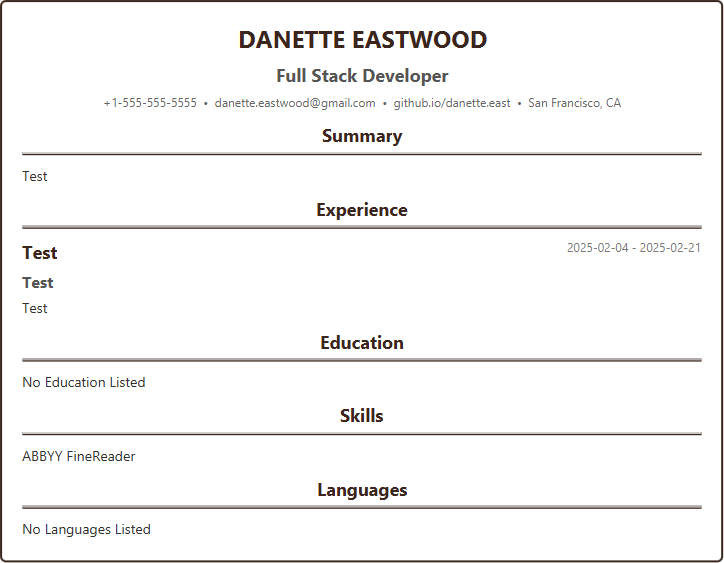 DANETTE EASTWOOD
Full Stack Developer
+1-555-555-5555 • danette.eastwood@gmail.com • github.io/danette.east • San Francisco, CA
Summary
Test
Experience
Test 2025-02-04 - 2025-02-21
Test
Test
Education
No Education Listed
Skills
ABBYY FineReader
Languages
No Languages Listed